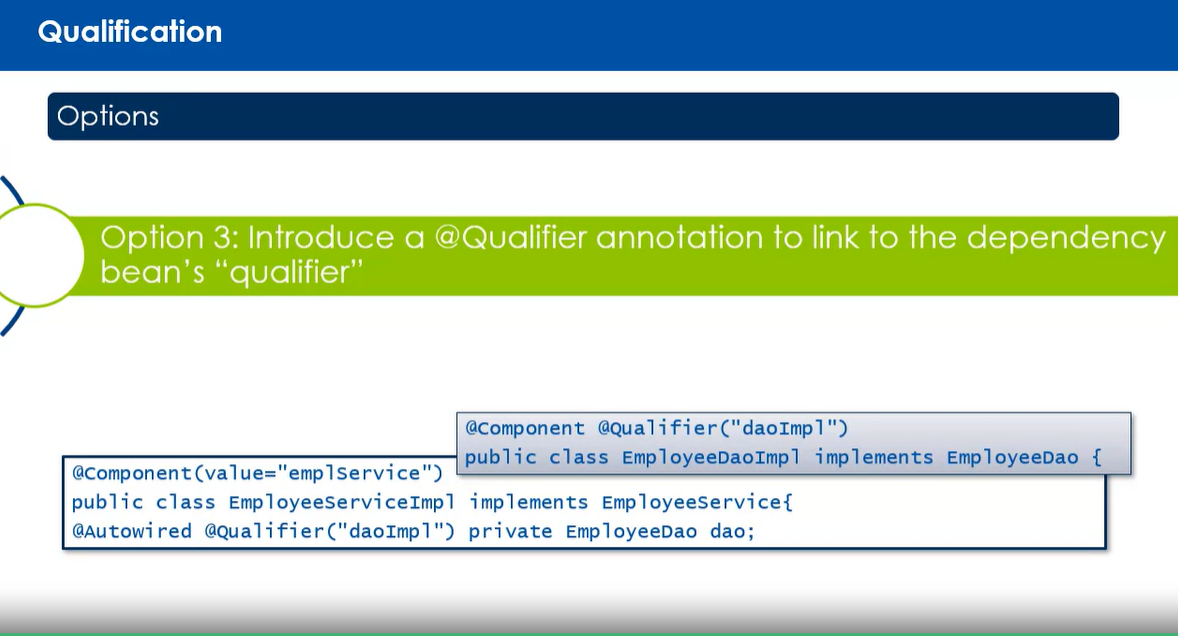 Qualification
Options
Option 3: Introduce a @Qualifier annotation to link to the dependency
bean’s “qualifier”
@Component @Qualifier("daoImpl")
public class EmployeeDaoImpl implements EmployeeDao {
@Component(value="emplService")
public class EmployeeServiceImpl implements EmployeeService{
@Autowired @Qualifier("daoImpl") private EmployeeDao dao;